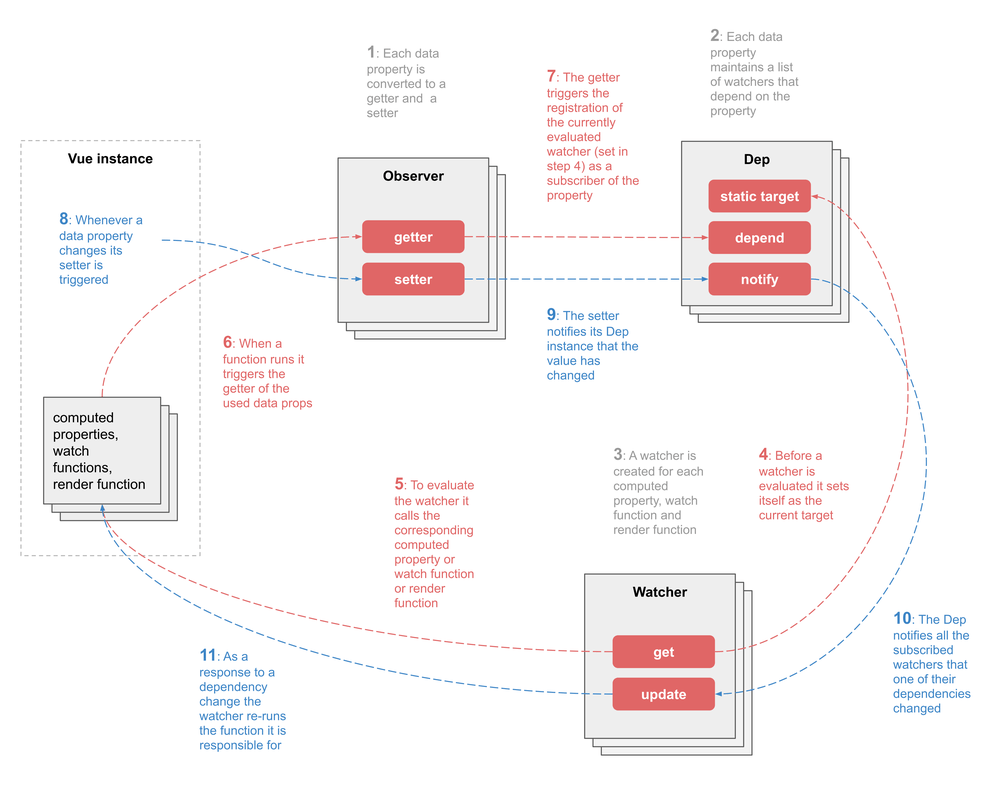 1: Each data
property is
converted to a
getter and a
setter
2: Each data
property
maintains a list
of watchers that
depend on the
property
7: The getter
triggers the
registration of
the currently
evaluated
watcher (set in
step 4) as a
subscriber of the
property
Vue instance
8: Whenever a
data property
changes its
setter is
triggered
Observer
getter
setter
Dep
static target
depend
notify
9: The setter
notifies its Dep
instance that the
value has
changed
6: When a
function runs it
triggers the
getter of the
used data props
computed
properties,
watch
functions,
render function
5: To evaluate
the watcher it
calls the
corresponding
computed
property or
watch function
or render
function
3: A watcher is
created for each
computed
property, watch
function and
render function
4: Before a
watcher is
evaluated it sets
itself as the
current target
Watcher
get
update
10: The Dep
notifies all the
subscribed
watchers that
one of their
dependencies
changed
11: As a
response to a
dependency
change the
watcher re-runs
the function it is
responsible for